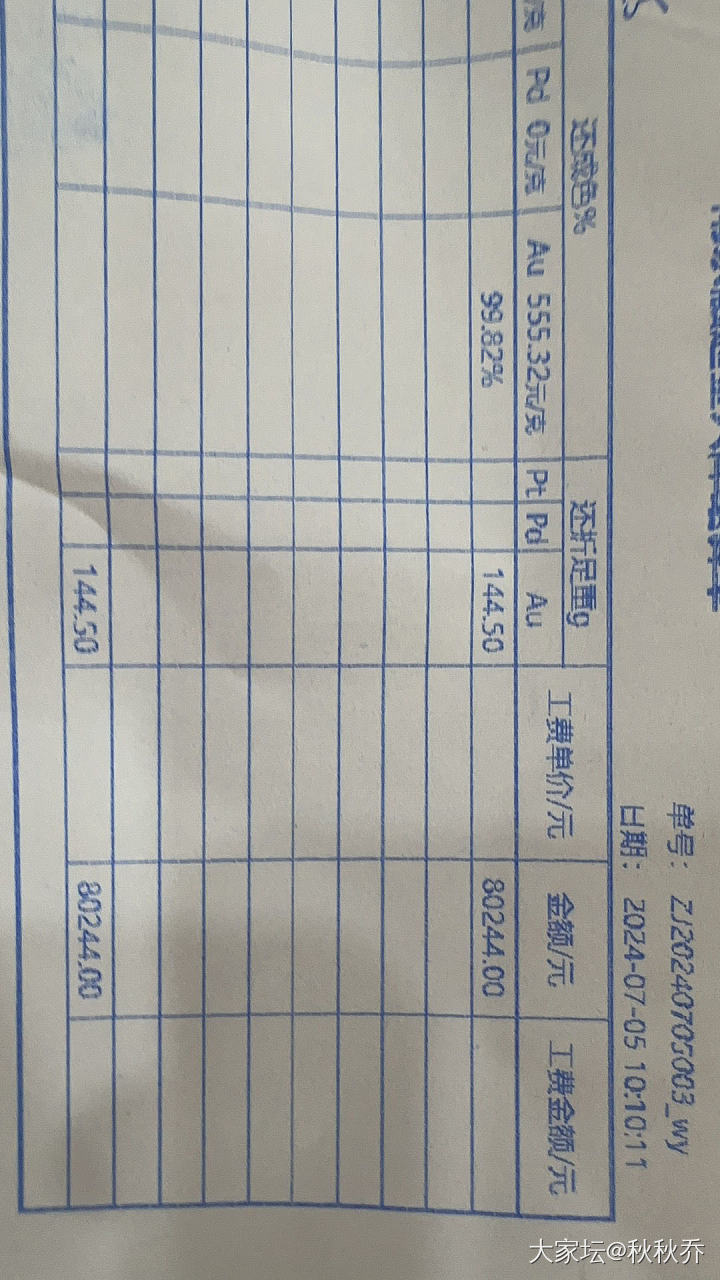 单号: ZJ20240705003_wy
日期: 2024-07-05 10:10:11
还成色% 还折足重g 工费单价/元 金额/元 工费金额/元
/克 Pd 0元/克 Au 555.32元/克 Pt Pd Au
99.82% 144.50 80244.00
144.50 80244.00
大家坛@秋秋乔